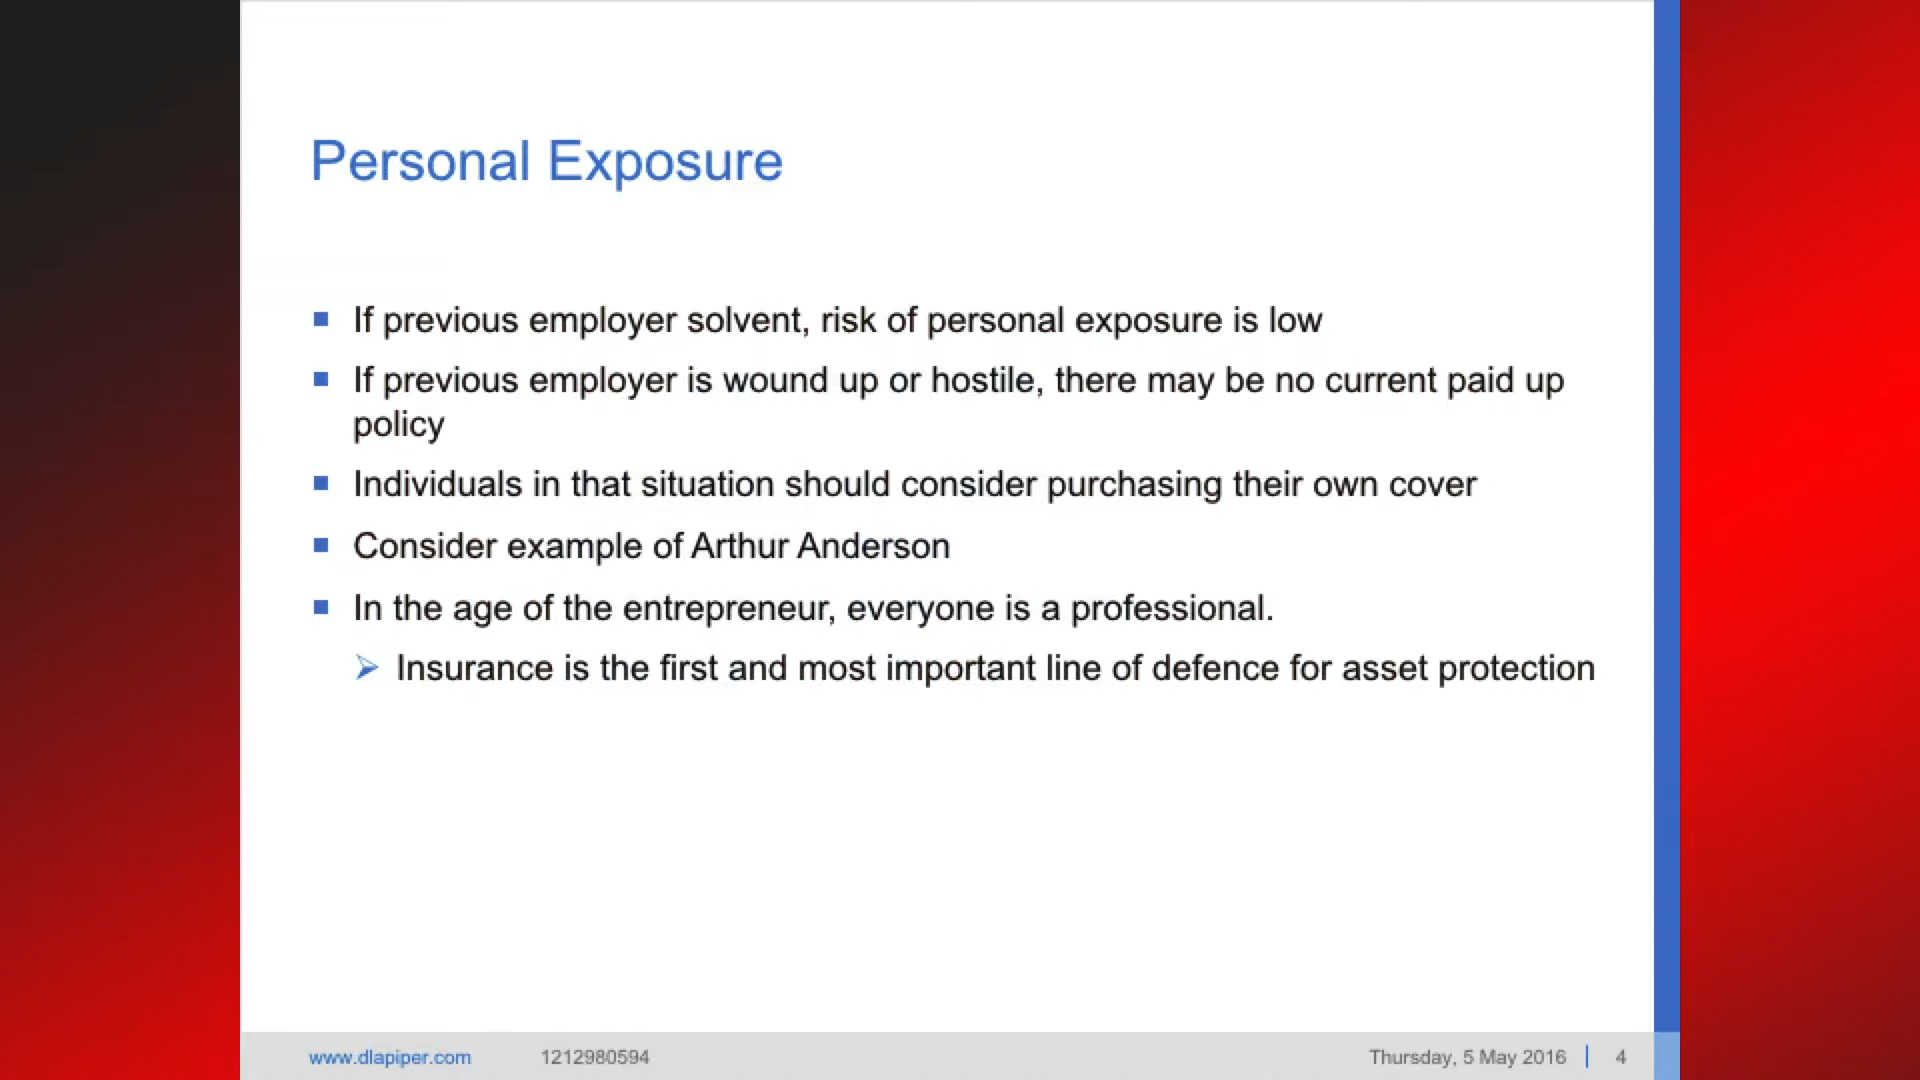 Personal Exposure
If previous employer solvent, risk of personal exposure is low
If previous employer is wound up or hostile, there may be no current paid up
policy
Individuals in that situation should consider purchasing their own cover
Consider example of Arthur Anderson
In the age of the entrepreneur, everyone is a professional.
Insurance is the first and most important line of defence for asset protection
www.dlapiper.com 1212980594 Thursday, 5 May 2016 4